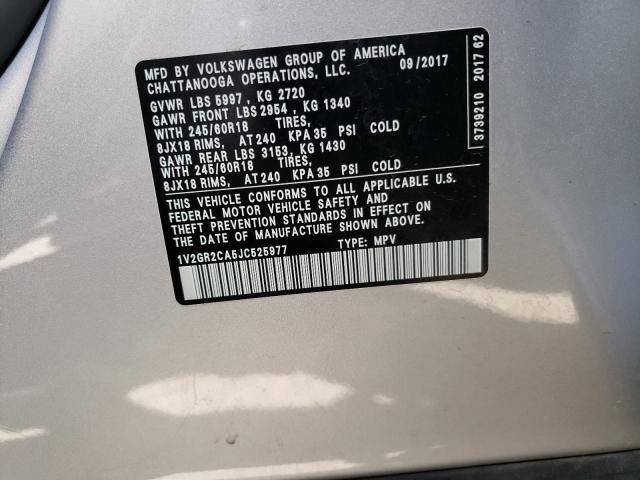 MFD BY VOLKSWAGEN GROUP OF AMERICA
CHATTANOOGA OPERATIONS, LLC. 09/2017
GVWR LBS 5997, KG 2720
GAWR FRONT LBS 2954, KG 1340
WITH 245/60R18 TIRES,
8JX18 RIMS, AT 240 KPA 35 PSI COLD
GAWR REAR LBS 3153, KG 1430
WITH 245/60R18 TIRES,
8JX18 RIMS, AT 240 KPA 35 PSI COLD
THIS VEHICLE CONFORMS TO ALL APPLICABLE U.S.
FEDERAL MOTOR VEHICLE SAFETY AND
THEFT PREVENTION STANDARDS IN EFFECT ON
THE DATE OF MANUFACTURE SHOWN ABOVE.
1V2GR2CA5JC525977 TYPE: MPV
3739210 2017 62